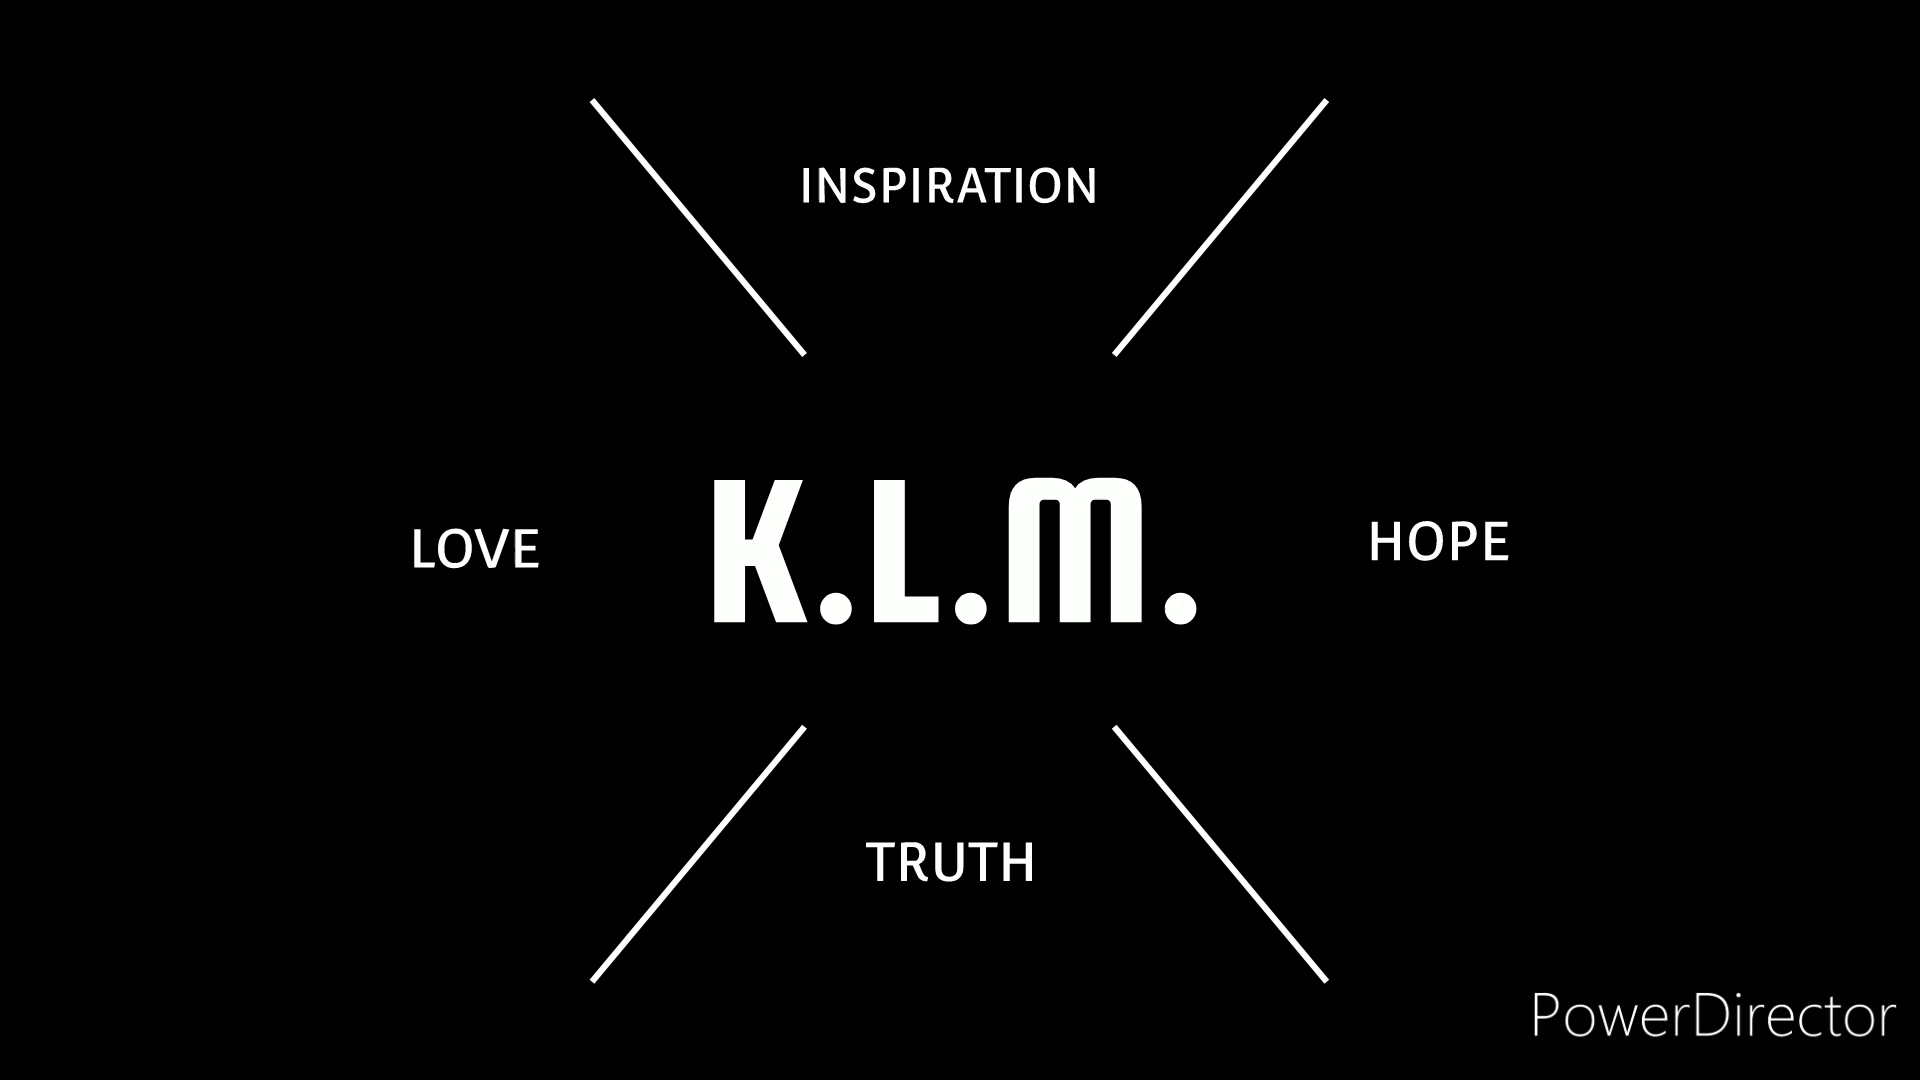 INSPIRATION
LOVE
K.L.M.
HOPE
TRUTH
PowerDirector